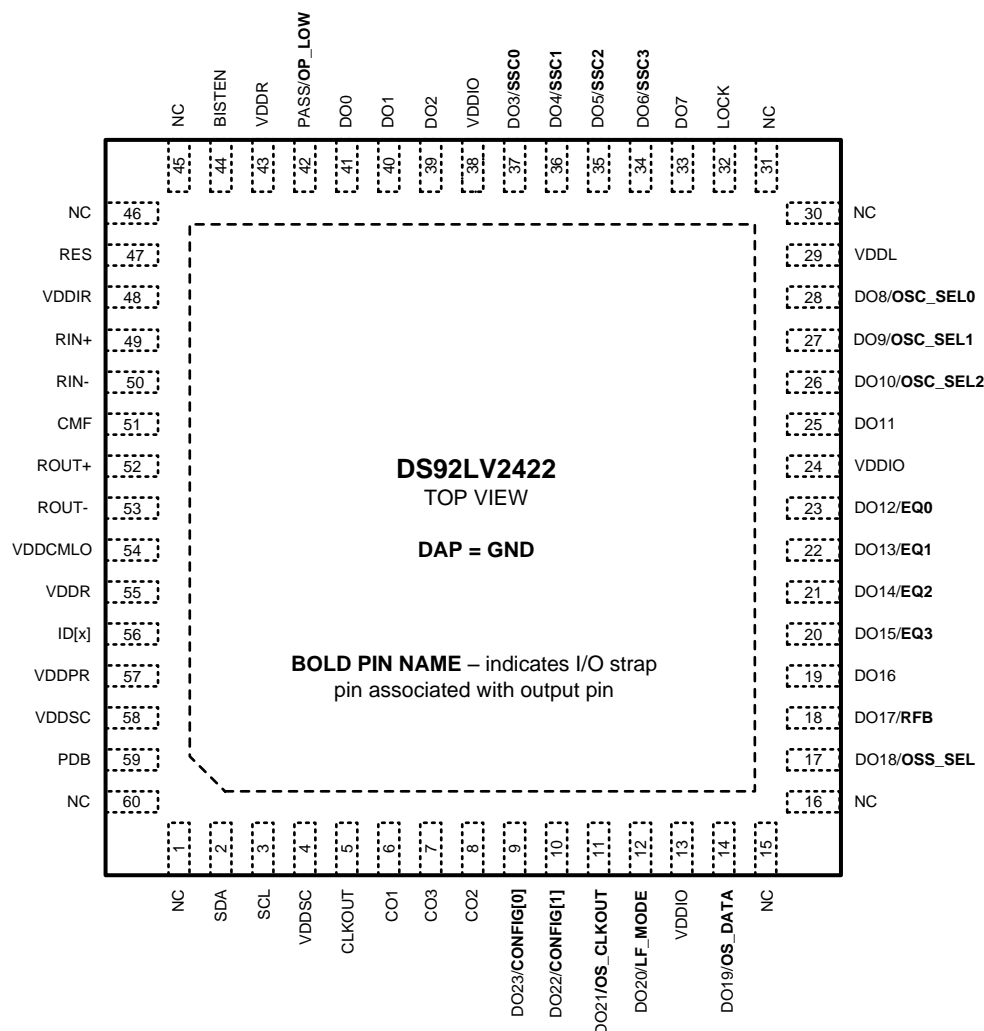 NC
BISTEN
VDDR
PASS/OP_LOW
DO0
DO1
DO2
VDDIO
DO3/SSC0
DO4/SSC1
DO5/SSC2
DO6/SSC3
DO7
LOCK
NC
45
44
43
42
41
40
39
38
37
36
35
34
33
32
31
NC 46
RES 47
VDDIR 48
RIN+ 49
RIN- 50
CMF 51
ROUT+ 52
ROUT- 53
VDDCMLO 54
VDDR 55
ID[x] 56
VDDPR 57
VDDSC 58
PDB 59
NC 60
DS92LV2422
TOP VIEW
DAP = GND
BOLD PIN NAME – indicates I/O strap
pin associated with output pin
30 NC
29 VDDL
28 DO8/OSC_SEL0
27 DO9/OSC_SEL1
26 DO10/OSC_SEL2
25 DO11
24 VDDIO
23 DO12/EQ0
22 DO13/EQ1
21 DO14/EQ2
20 DO15/EQ3
19 DO16
18 DO17/RFB
17 DO18/OSS_SEL
16 NC
1
2
3
4
5
6
7
8
9
10
11
12
13
14
15
NC
SDA
SCL
VDDSC
CLKOUT
CO1
CO3
CO2
DO23/CONFIG[0]
DO22/CONFIG[1]
DO21/OS_CLKOUT
DO20/LF_MODE
VDDIO
DO19/OS_DATA
NC